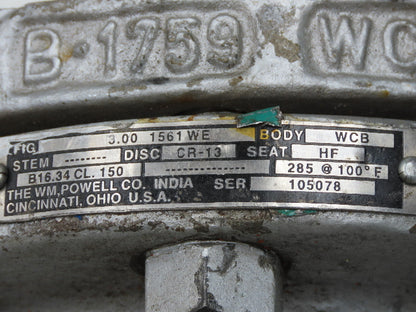 B·1759 WC
FIG 3.00 1561 WE BODY WCB
STEM -------- DISC CR-13 SEAT HF
B16.34 CL. 150 -------------- 285 @ 100° F
THE WM. POWELL CO. INDIA SER 105078
CINCINNATI, OHIO U.S.A.